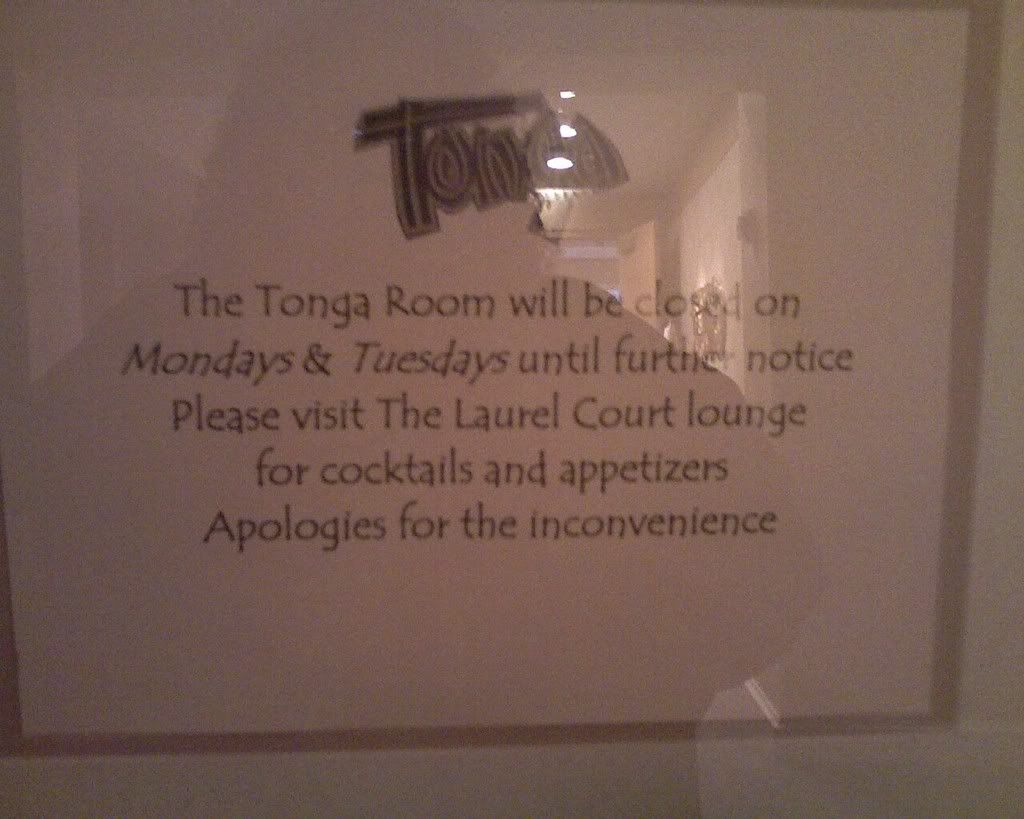 Tonga
The Tonga Room will be closed on
Mondays & Tuesdays until further notice
Please visit The Laurel Court lounge
for cocktails and appetizers
Apologies for the inconvenience